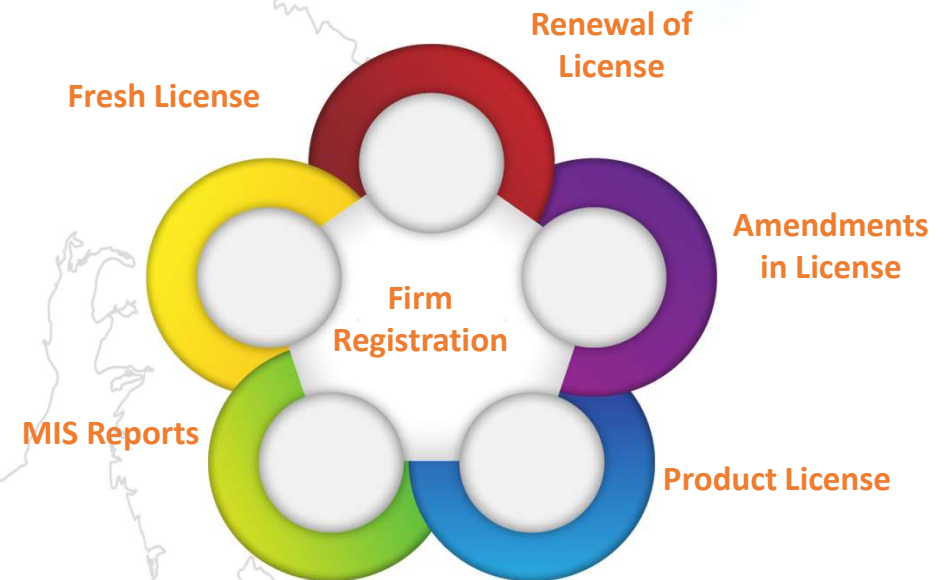 Renewal of
License
Fresh License
Amendments
in License
Firm
Registration
MIS Reports
Product License